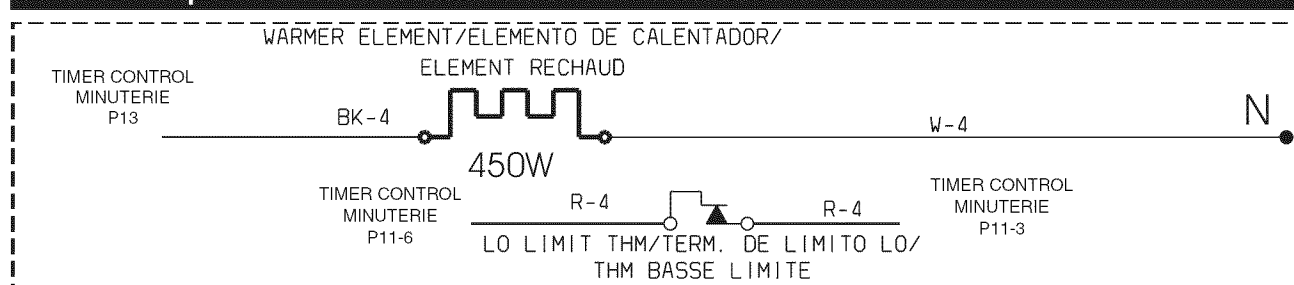 WARMER ELEMENT/ELEMENTO DE CALENTADOR/
ELEMENT RECHAUD
TIMER CONTROL
MINUTERIE
P13
BK-4
W-4
N
450W
TIMER CONTROL
MINUTERIE
P11-6
R-4
R-4
TIMER CONTROL
MINUTERIE
P11-3
LO LIMIT THM/TERM. DE LIMITO LO/
THM BASSE LIMITE